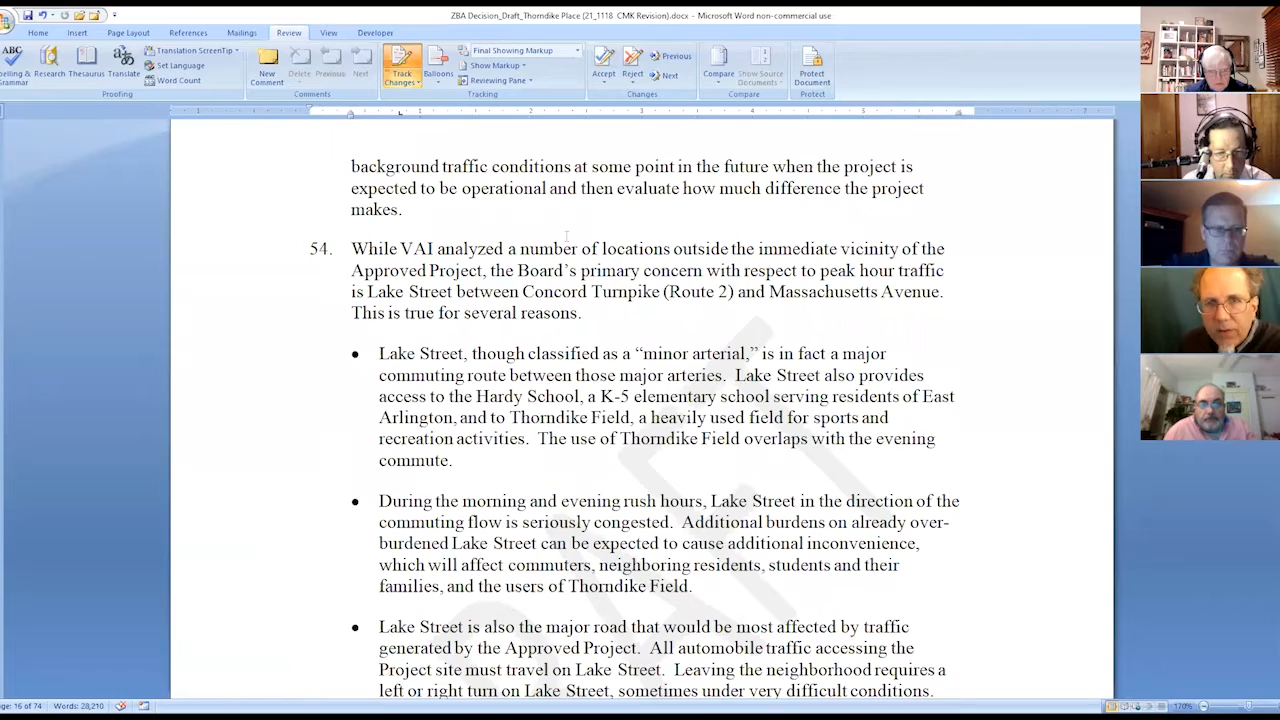 ZBA Decision_Draft_Thorndike Place (21_1118 CMK Revision).docx - Microsoft Word non-commercial use
Home Insert Page Layout References Mailings Review View Developer
ABC
Spelling & Grammar Research Thesaurus Translate
Translation ScreenTip
Set Language
Word Count
Proofing
New Comment Delete Previous Next
Comments
Track Changes Balloons
Final Showing Markup
Show Markup
Reviewing Pane
Tracking
Accept Reject
Previous
Next
Changes
Compare Show Source Documents
Compare
Protect Document
Protect
background traffic conditions at some point in the future when the project is
expected to be operational and then evaluate how much difference the project
makes.
54. While VAI analyzed a number of locations outside the immediate vicinity of the
Approved Project, the Board’s primary concern with respect to peak hour traffic
is Lake Street between Concord Turnpike (Route 2) and Massachusetts Avenue.
This is true for several reasons.
• Lake Street, though classified as a “minor arterial,” is in fact a major
commuting route between those major arteries. Lake Street also provides
access to the Hardy School, a K-5 elementary school serving residents of East
Arlington, and to Thorndike Field, a heavily used field for sports and
recreation activities. The use of Thorndike Field overlaps with the evening
commute.
• During the morning and evening rush hours, Lake Street in the direction of the
commuting flow is seriously congested. Additional burdens on already over-
burdened Lake Street can be expected to cause additional inconvenience,
which will affect commuters, neighboring residents, students and their
families, and the users of Thorndike Field.
• Lake Street is also the major road that would be most affected by traffic
generated by the Approved Project. All automobile traffic accessing the
Project site must travel on Lake Street. Leaving the neighborhood requires a
left or right turn on Lake Street, sometimes under very difficult conditions.
DRAFT
Page: 16 of 74 Words: 28,210 170%